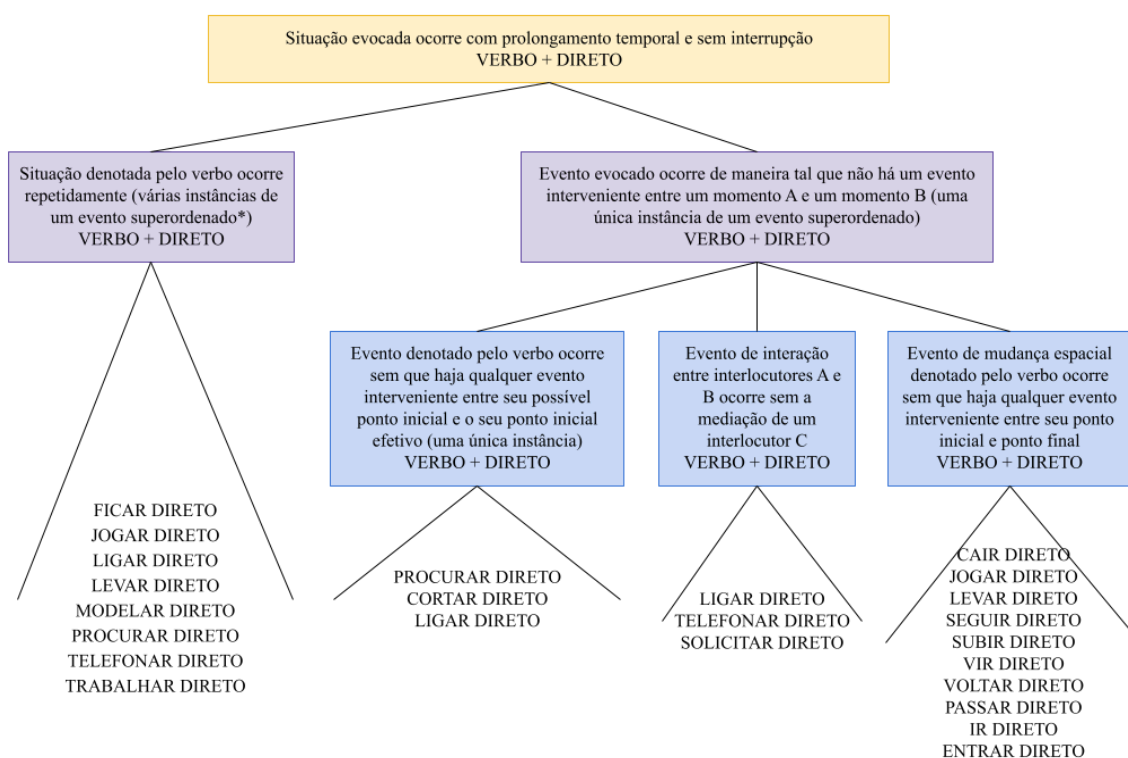 Situação evocada ocorre com prolongamento temporal e sem interrupção
VERBO + DIRETO
Situação denotada pelo verbo ocorre
repetidamente (várias instâncias de
um evento superordenado*)
VERBO + DIRETO
Evento evocado ocorre de maneira tal que não há um evento
interveniente entre um momento A e um momento B (uma
única instância de um evento superordenado)
VERBO + DIRETO
Evento denotado pelo verbo ocorre
sem que haja qualquer evento
interveniente entre seu possível
ponto inicial e o seu ponto inicial
efetivo (uma única instância)
VERBO + DIRETO
Evento de interação
entre interlocutores A e
B ocorre sem a
mediação de um
interlocutor C
VERBO + DIRETO
Evento de mudança espacial
denotado pelo verbo ocorre
sem que haja qualquer evento
interveniente entre seu ponto
inicial e ponto final
VERBO + DIRETO
FICAR DIRETO
JOGAR DIRETO
LIGAR DIRETO
LEVAR DIRETO
MODELAR DIRETO
PROCURAR DIRETO
TELEFONAR DIRETO
TRABALHAR DIRETO
PROCURAR DIRETO
CORTAR DIRETO
LIGAR DIRETO
LIGAR DIRETO
TELEFONAR DIRETO
SOLICITAR DIRETO
CAIR DIRETO
JOGAR DIRETO
LEVAR DIRETO
SEGUIR DIRETO
SUBIR DIRETO
VIR DIRETO
VOLTAR DIRETO
PASSAR DIRETO
IR DIRETO
ENTRAR DIRETO